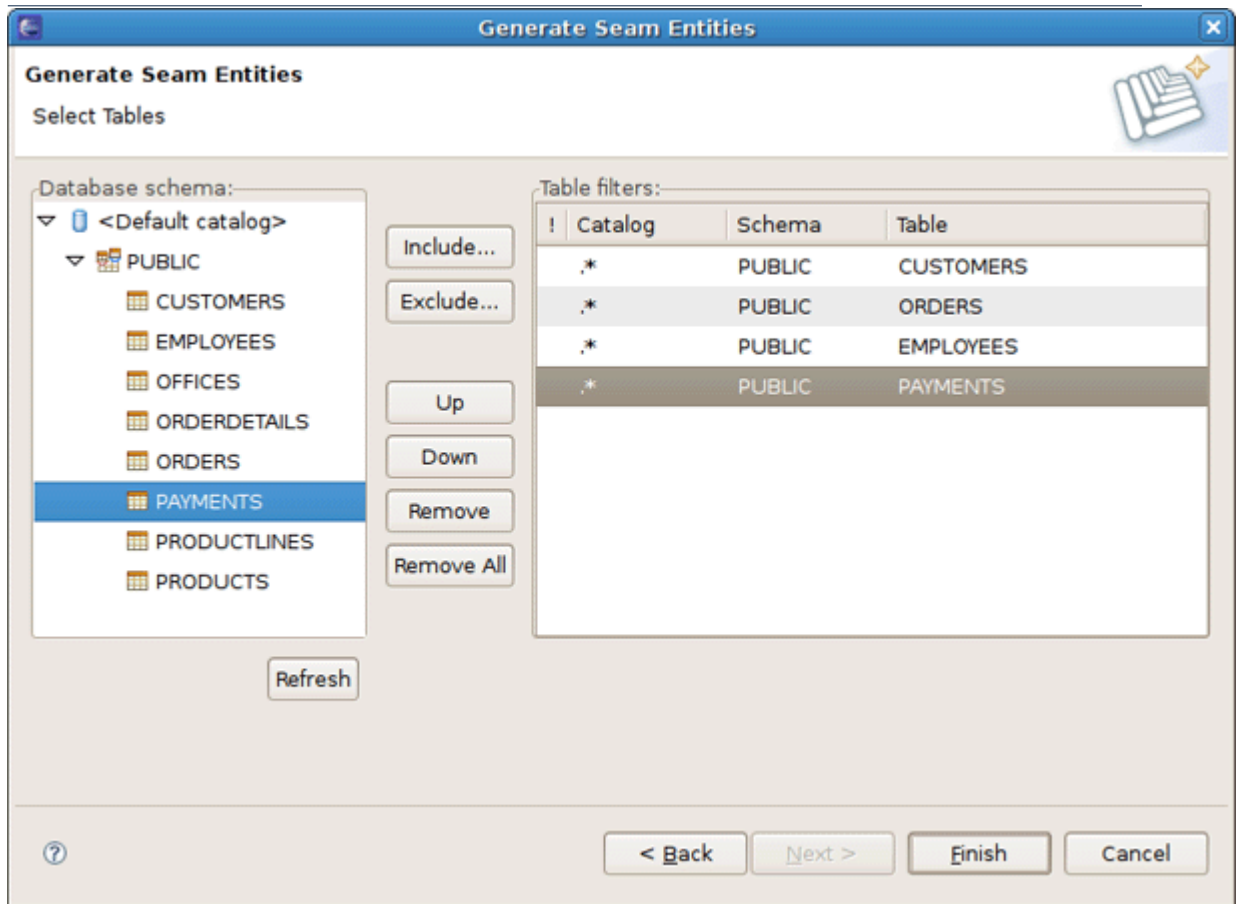 Generate Seam Entities
Generate Seam Entities
Select Tables
Database schema:
<Default catalog>
PUBLIC
CUSTOMERS
EMPLOYEES
OFFICES
ORDERDETAILS
ORDERS
PAYMENTS
PRODUCTLINES
PRODUCTS
Refresh
Include...
Exclude...
Up
Down
Remove
Remove All
Table filters:
! Catalog Schema Table
.* PUBLIC CUSTOMERS
.* PUBLIC ORDERS
.* PUBLIC EMPLOYEES
.* PUBLIC PAYMENTS
? < Back Next > Finish Cancel